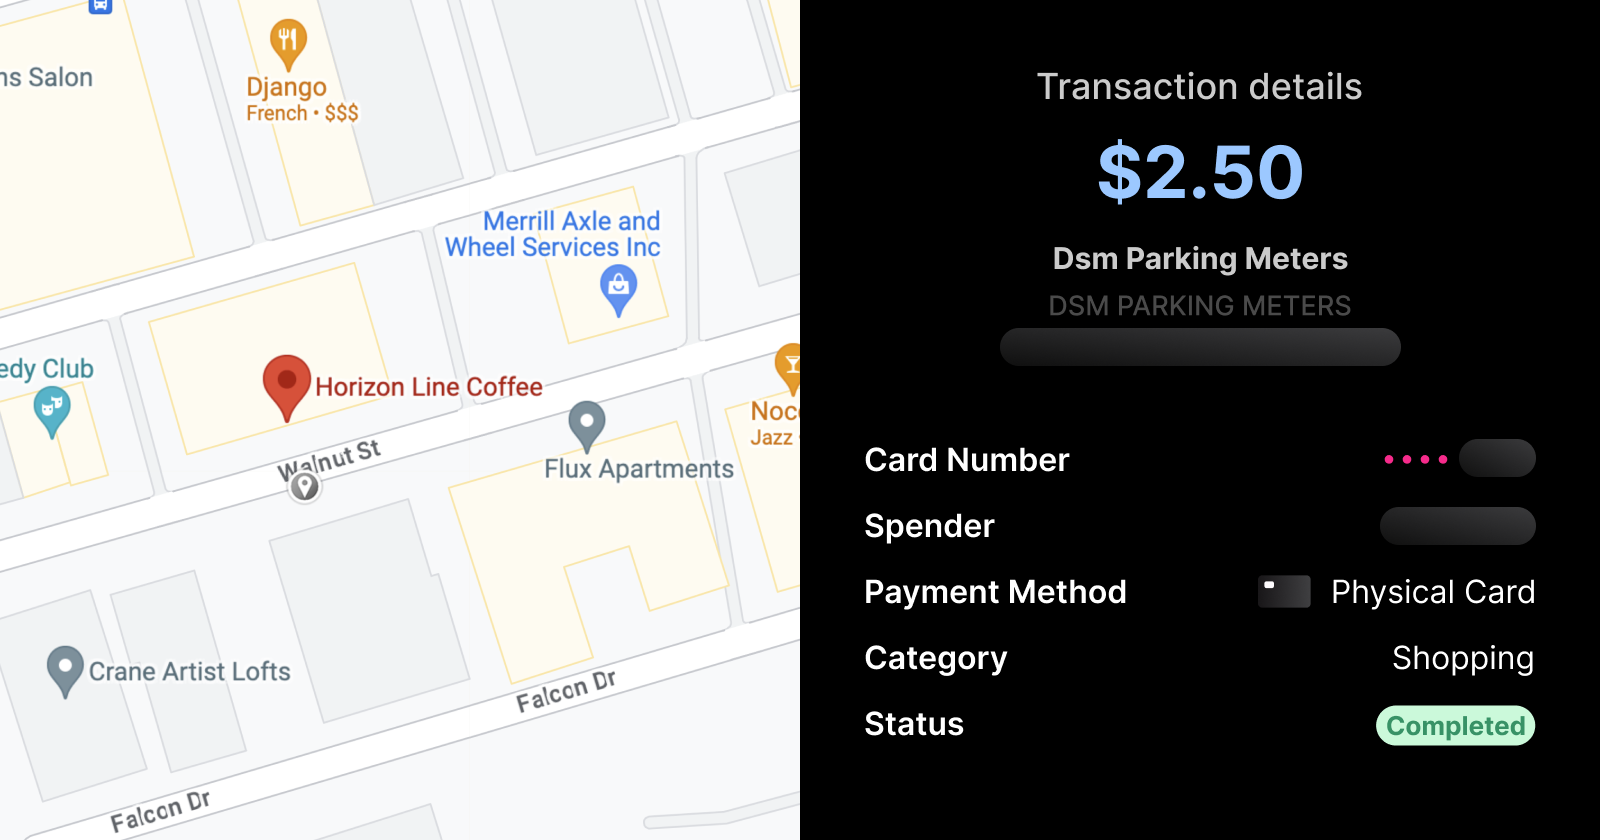 ns Salon
Django
French • $$$
Merrill Axle and
Wheel Services Inc
edy Club
Horizon Line Coffee
Walnut St
Flux Apartments
Noc
Jazz
Crane Artist Lofts
Falcon Dr
Falcon Dr
Transaction details
$2.50
Dsm Parking Meters
DSM PARKING METERS
Card Number
Spender
Payment Method Physical Card
Category Shopping
Status Completed